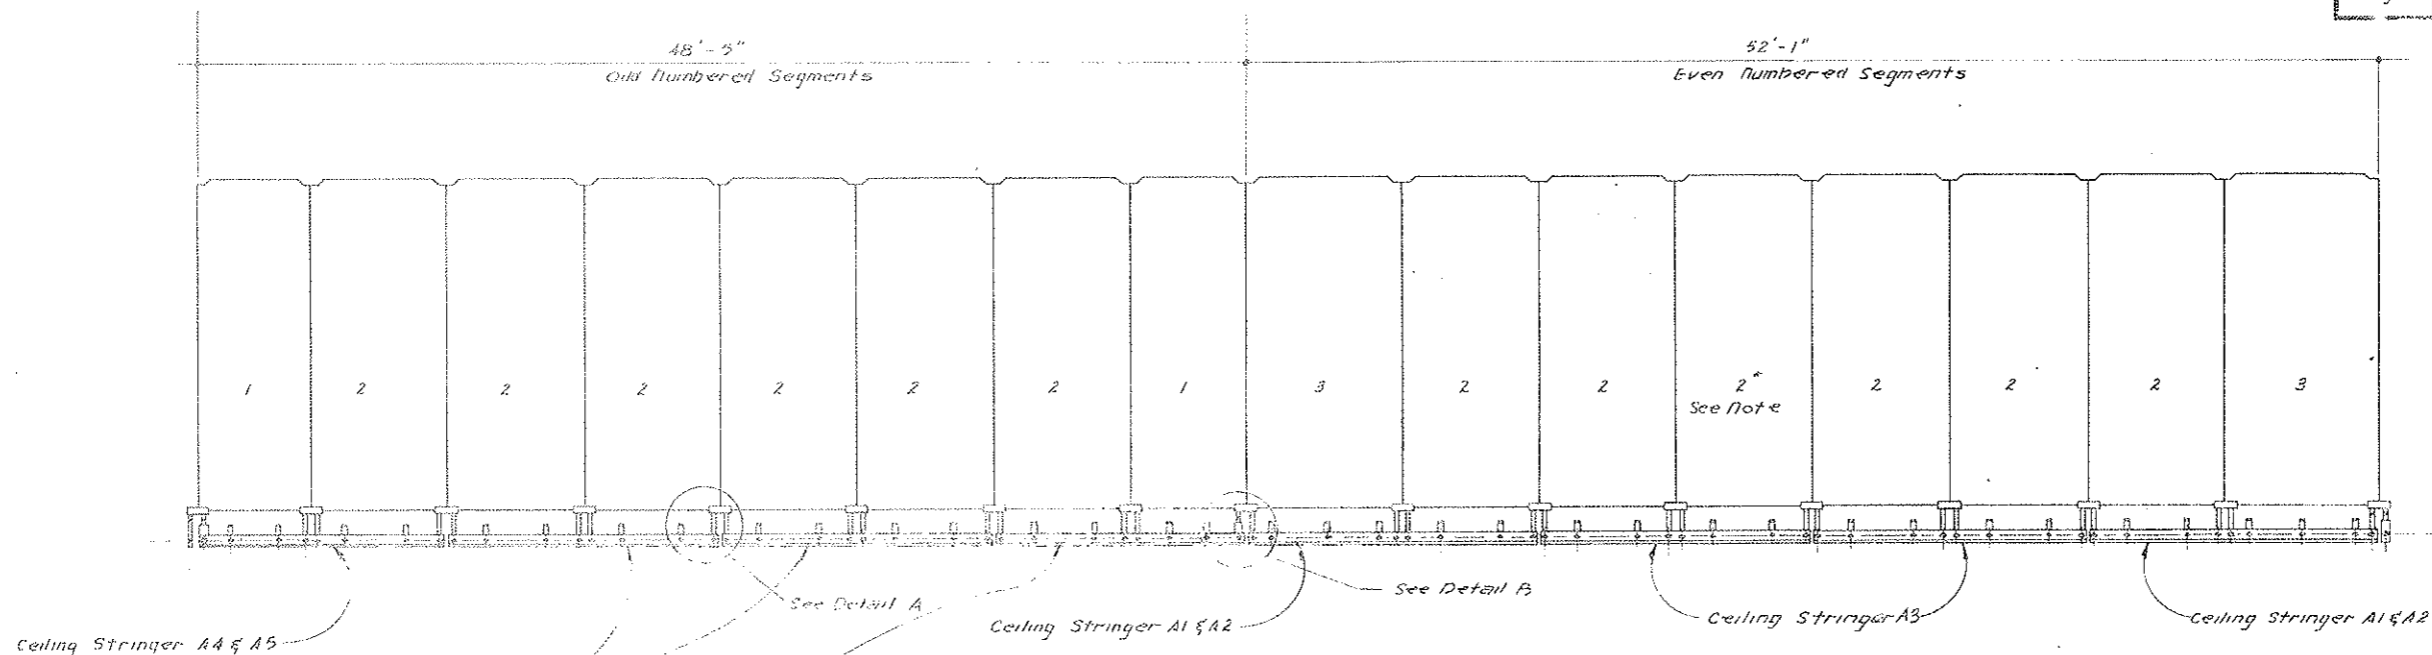 48'-5" 52'-1"
Odd Numbered Segments Even Numbered Segments
1 2 2 2 2 2 2 1 3 2 2 2* 2 2 2 3
See Note
See Detail A See Detail B
Ceiling Stringer A4 & A5 Ceiling Stringer A1 & A2 Ceiling Stringer A3 Ceiling Stringer A1 & A2